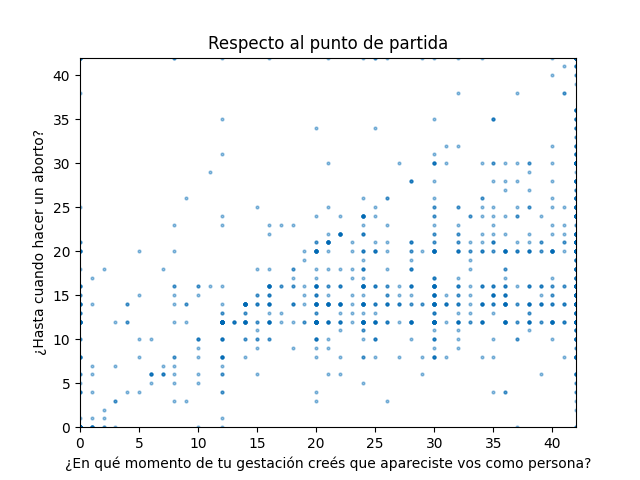 Respecto al punto de partida
¿Hasta cuando hacer un aborto?
40
35
30
25
20
15
10
5
0
0 5 10 15 20 25 30 35 40
¿En qué momento de tu gestación creés que apareciste vos como persona?